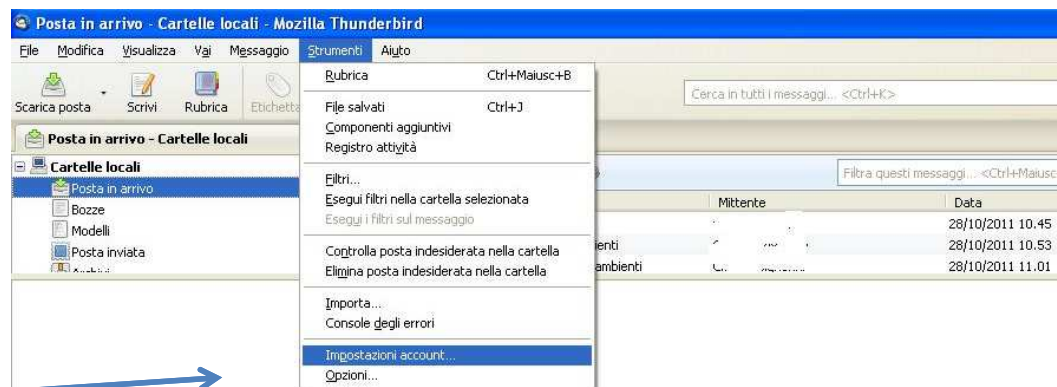 Posta in arrivo - Cartelle locali - Mozilla Thunderbird
File Modifica Visualizza Vai Messaggio Strumenti Aiuto
Scarica posta Scrivi Rubrica Etichetta
Cerca in tutti i messaggi... <Ctrl+K>
Posta in arrivo - Cartelle locali
Cartelle locali
Posta in arrivo
Bozze
Modelli
Posta inviata
Rubrica Ctrl+Maiusc+B
File salvati Ctrl+J
Componenti aggiuntivi
Registro attività
Filtri...
Esegui filtri nella cartella selezionata
Esegui i filtri sul messaggio
Controlla posta indesiderata nella cartella
Elimina posta indesiderata nella cartella
Importa...
Console degli errori
Impostazioni account...
Opzioni...
Filtra questi messaggi... <Ctrl+Maiusc
Mittente Data
28/10/2011 10.45
ienti 28/10/2011 10.53
ambienti 28/10/2011 11.01